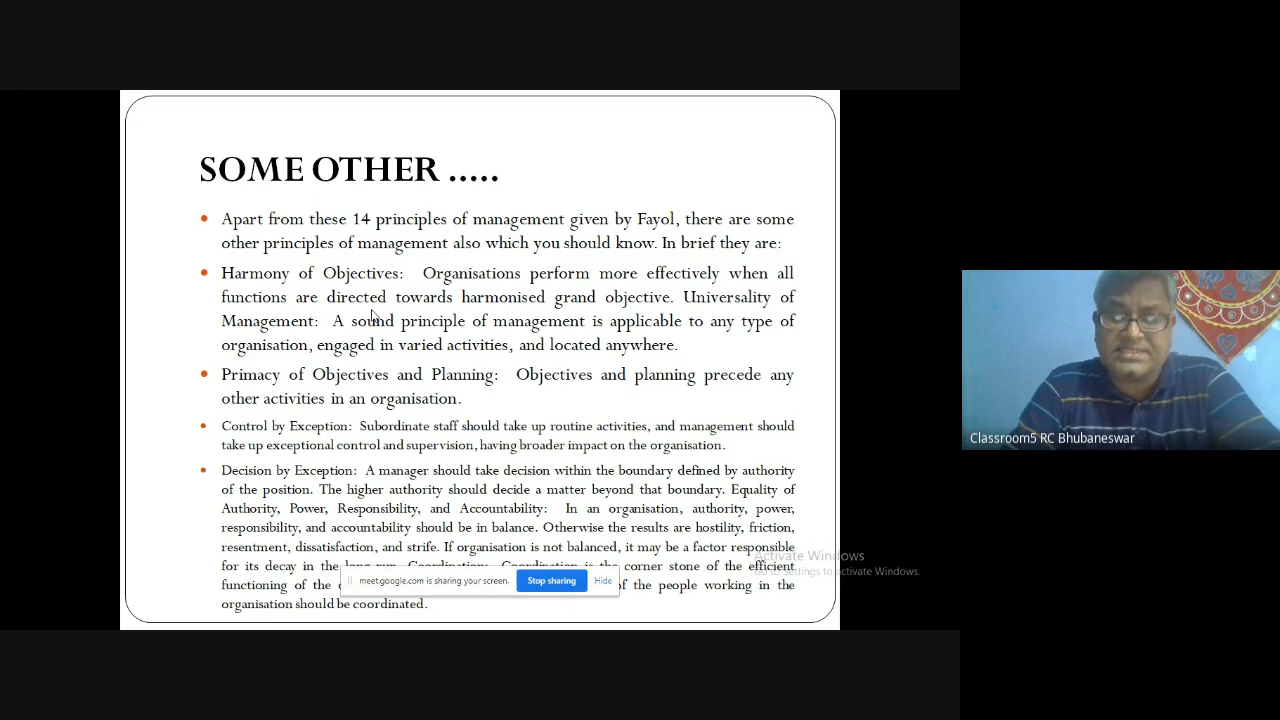 SOME OTHER .....
Apart from these 14 principles of management given by Fayol, there are some
other principles of management also which you should know. In brief they are:
Harmony of Objectives: Organisations perform more effectively when all
functions are directed towards harmonised grand objective. Universality of
Management: A sound principle of management is applicable to any type of
organisation, engaged in varied activities, and located anywhere.
Primacy of Objectives and Planning: Objectives and planning precede any
other activities in an organisation.
Control by Exception: Subordinate staff should take up routine activities, and management should
take up exceptional control and supervision, having broader impact on the organisation.
Decision by Exception: A manager should take decision within the boundary defined by authority
of the position. The higher authority should decide a matter beyond that boundary. Equality of
Authority, Power, Responsibility, and Accountability: In an organisation, authority, power,
responsibility, and accountability should be in balance. Otherwise the results are hostility, friction,
resentment, dissatisfaction, and strife. If organisation is not balanced, it may be a factor responsible
for its decay in the long run. Coordination: Coordination is the corner stone of the efficient
functioning of the of the people working in the
organisation should be coordinated.
meet.google.com is sharing your screen. Stop sharing Hide
Activate Windows
Go to Settings to activate Windows.
Classroom5 RC Bhubaneswar